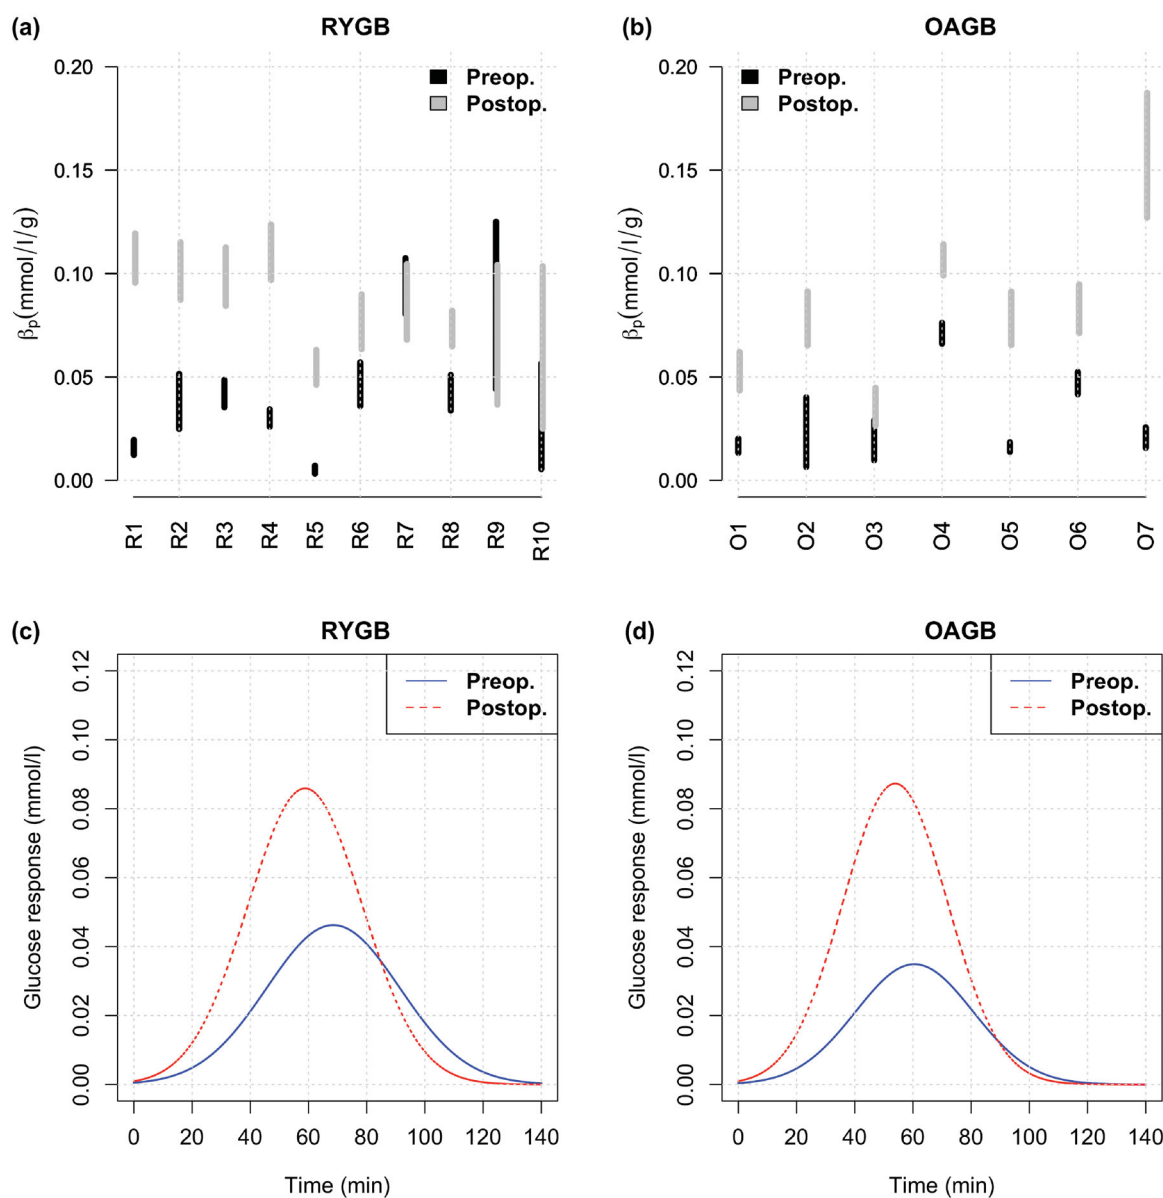 (a) RYGB
Preop.
Postop.
βp(mmol/l/g)
0.20
0.15
0.10
0.05
0.00
R1 R2 R3 R4 R5 R6 R7 R8 R9 R10
(b) OAGB
Preop.
Postop.
βp(mmol/l/g)
0.20
0.15
0.10
0.05
0.00
O1 O2 O3 O4 O5 O6 O7
(c) RYGB
Preop.
Postop.
Glucose response (mmol/l)
0.12
0.10
0.08
0.06
0.04
0.02
0.00
0 20 40 60 80 100 120 140
Time (min)
(d) OAGB
Preop.
Postop.
Glucose response (mmol/l)
0.12
0.10
0.08
0.06
0.04
0.02
0.00
0 20 40 60 80 100 120 140
Time (min)